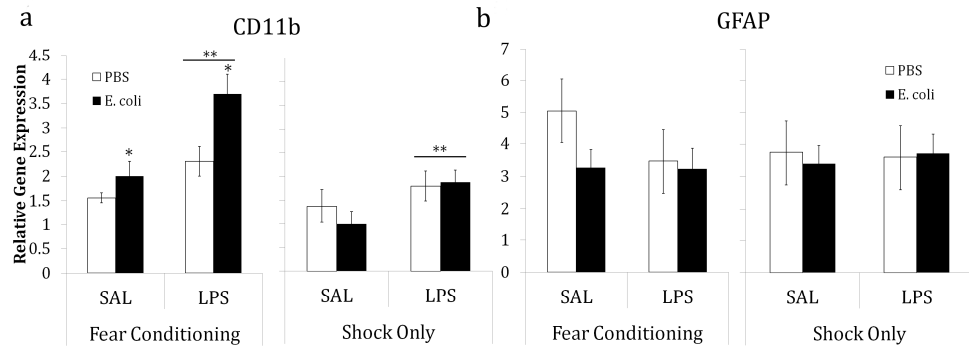 a
CD11b
b
GFAP
Relative Gene Expression
4.5
4
3.5
3
2.5
2
1.5
1
0.5
0
PBS
E. coli
*
**
*
**
SAL
LPS
SAL
LPS
Fear Conditioning
Shock Only
7
6
5
4
3
2
1
0
PBS
E. coli
SAL
LPS
SAL
LPS
Fear Conditioning
Shock Only